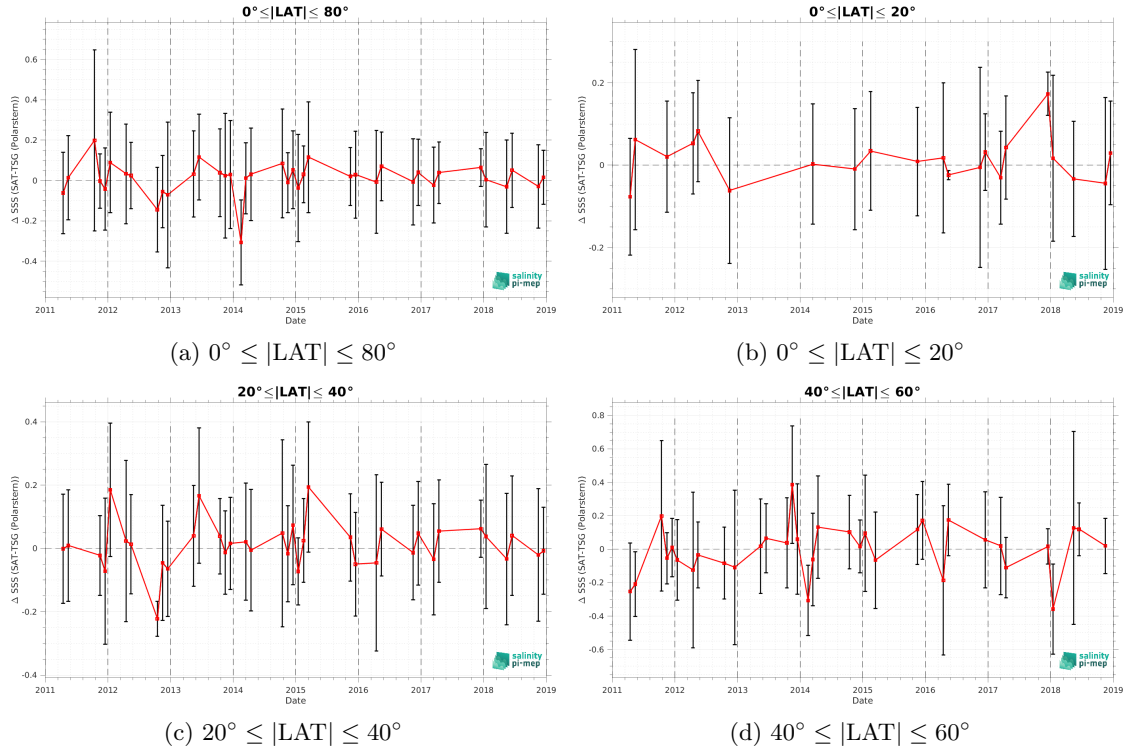 0°≤|LAT|≤ 80°
Δ SSS (SAT-TSG (Polarstern))
0.6
0.4
0.2
0
-0.2
-0.4
salinity
pi-mep
2011 2012 2013 2014 2015 2016 2017 2018 2019
Date
(a) 0° ≤ |LAT| ≤ 80°
0°≤|LAT|≤ 20°
Δ SSS (SAT-TSG (Polarstern))
0.2
0
-0.2
salinity
pi-mep
2011 2012 2013 2014 2015 2016 2017 2018 2019
Date
(b) 0° ≤ |LAT| ≤ 20°
20°≤|LAT|≤ 40°
Δ SSS (SAT-TSG (Polarstern))
0.4
0.2
0
-0.2
-0.4
salinity
pi-mep
2011 2012 2013 2014 2015 2016 2017 2018 2019
Date
(c) 20° ≤ |LAT| ≤ 40°
40°≤|LAT|≤ 60°
Δ SSS (SAT-TSG (Polarstern))
0.8
0.6
0.4
0.2
0
-0.2
-0.4
-0.6
salinity
pi-mep
2011 2012 2013 2014 2015 2016 2017 2018 2019
Date
(d) 40° ≤ |LAT| ≤ 60°